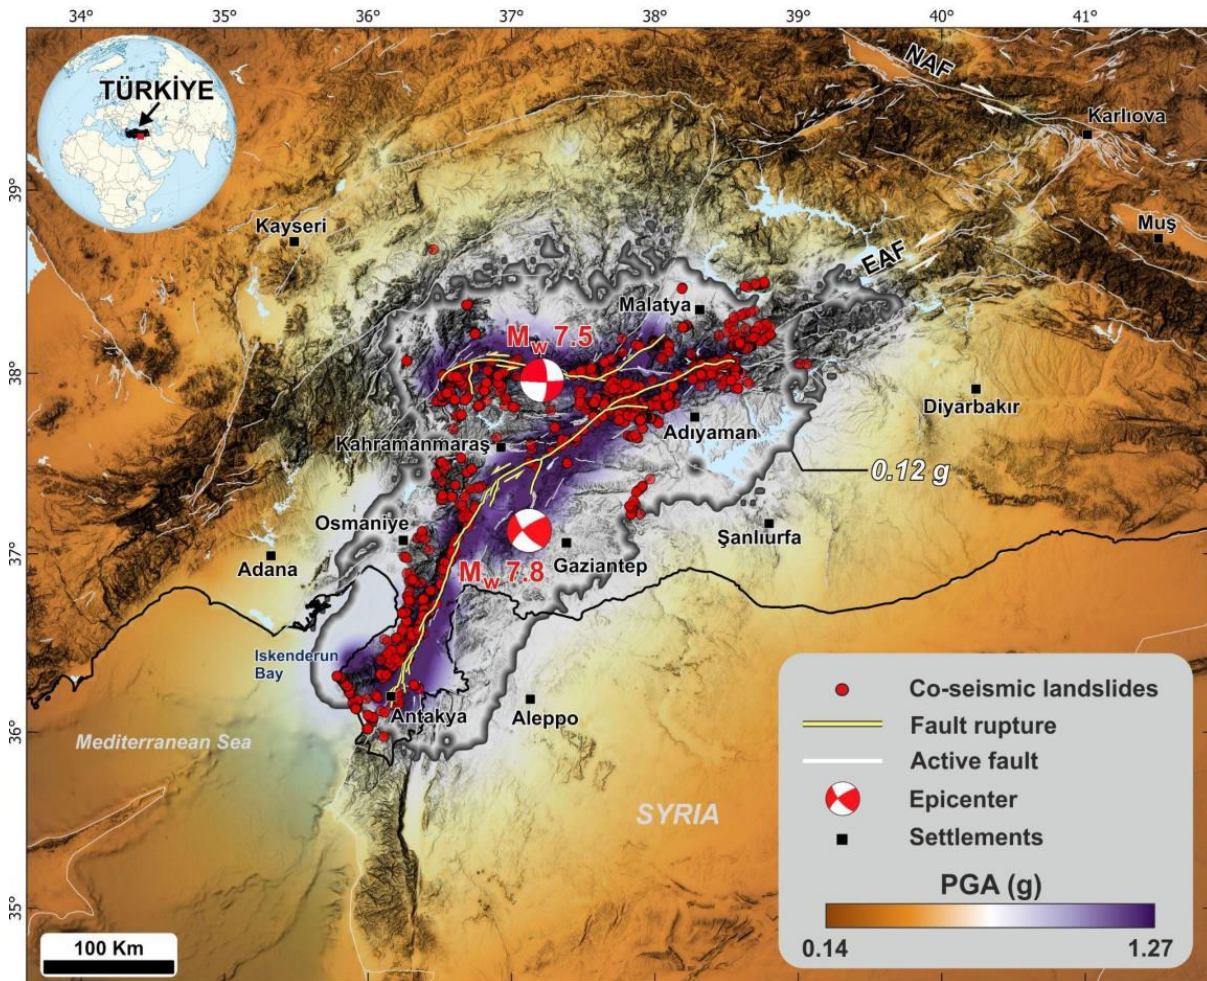 34° 35° 36° 37° 38° 39° 40° 41°
TÜRKİYE
NAF
Karlıova
39°
Kayseri
Muş
EAF
Malatya
Mw 7.5
38°
Diyarbakır
Adıyaman
Kahramanmaraş
0.12 g
Osmaniye
Şanlıurfa
37°
Adana
Gaziantep
Mw 7.8
Iskenderun
Bay
Antakya
Aleppo
36°
Mediterranean Sea
SYRIA
35°
100 Km
Co-seismic landslides
Fault rupture
Active fault
Epicenter
Settlements
PGA (g)
0.14 1.27